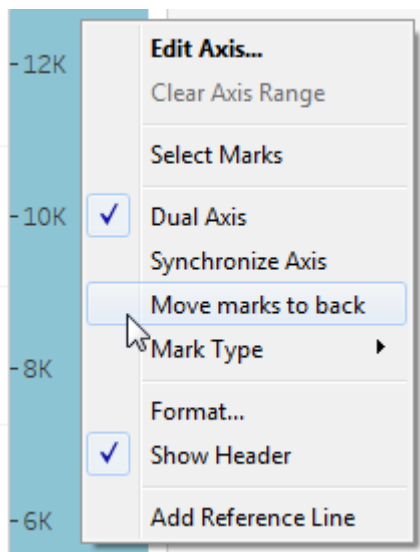 -12K
Edit Axis...
Clear Axis Range
Select Marks
-10K
Dual Axis
Synchronize Axis
Move marks to back
Mark Type
-8K
Format...
Show Header
-6K
Add Reference Line